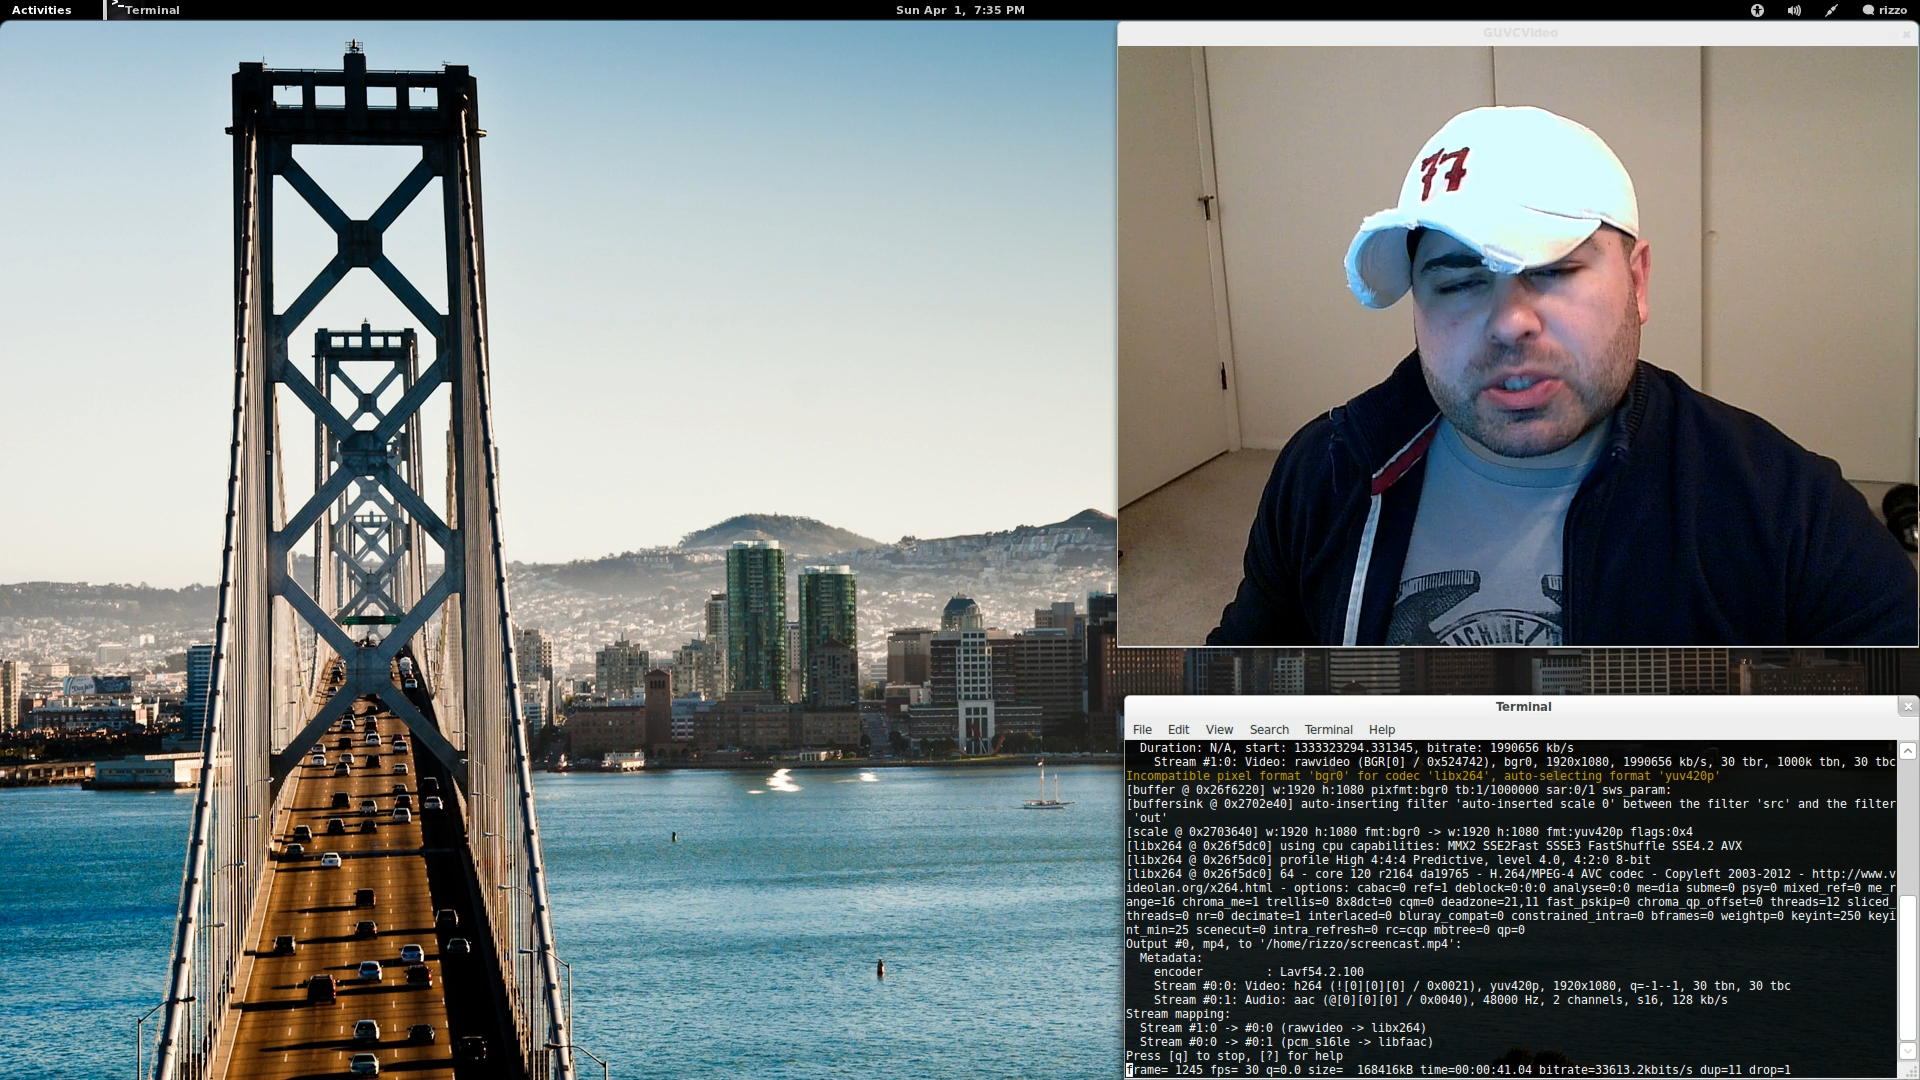 Activities
Terminal
Sun Apr 1, 7:35 PM
rizzo
GUVCVideo
77
MACHINE
Terminal
File Edit View Search Terminal Help
Duration: N/A, start: 1333323294.331345, bitrate: 1990656 kb/s
Stream #1:0: Video: rawvideo (BGR[0] / 0x524742), bgr0, 1920x1080, 1990656 kb/s, 30 tbr, 1000k tbn, 30 tbc
Incompatible pixel format 'bgr0' for codec 'libx264', auto-selecting format 'yuv420p'
[buffer @ 0x26f6220] w:1920 h:1080 pixfmt:bgr0 tb:1/1000000 sar:0/1 sws_param:
[buffersink @ 0x2702e40] auto-inserting filter 'auto-inserted scale 0' between the filter 'src' and the filter
'out'
[scale @ 0x2703640] w:1920 h:1080 fmt:bgr0 -> w:1920 h:1080 fmt:yuv420p flags:0x4
[libx264 @ 0x26f5dc0] using cpu capabilities: MMX2 SSE2Fast SSSE3 FastShuffle SSE4.2 AVX
[libx264 @ 0x26f5dc0] profile High 4:4:4 Predictive, level 4.0, 4:2:0 8-bit
[libx264 @ 0x26f5dc0] 64 - core 120 r2164 da19765 - H.264/MPEG-4 AVC codec - Copyleft 2003-2012 - http://www.v
ideolan.org/x264.html - options: cabac=0 ref=1 deblock=0:0:0 analyse=0:0 me=dia subme=0 psy=0 mixed_ref=0 me_r
ange=16 chroma_me=1 trellis=0 8x8dct=0 cqm=0 deadzone=21,11 fast_pskip=0 chroma_qp_offset=0 threads=12 sliced_
threads=0 nr=0 decimate=1 interlaced=0 bluray_compat=0 constrained_intra=0 bframes=0 weightp=0 keyint=250 keyi
nt_min=25 scenecut=0 intra_refresh=0 rc=cqp mbtree=0 qp=0
Output #0, mp4, to '/home/rizzo/screencast.mp4':
Metadata:
encoder : Lavf54.2.100
Stream #0:0: Video: h264 (![0][0][0] / 0x0021), yuv420p, 1920x1080, q=-1--1, 30 tbn, 30 tbc
Stream #0:1: Audio: aac (@[0][0][0] / 0x0040), 48000 Hz, 2 channels, s16, 128 kb/s
Stream mapping:
Stream #1:0 -> #0:0 (rawvideo -> libx264)
Stream #0:0 -> #0:1 (pcm_s16le -> libfaac)
Press [q] to stop, [?] for help
frame= 1245 fps= 30 q=0.0 size= 168416kB time=00:00:41.04 bitrate=33613.2kbits/s dup=11 drop=1